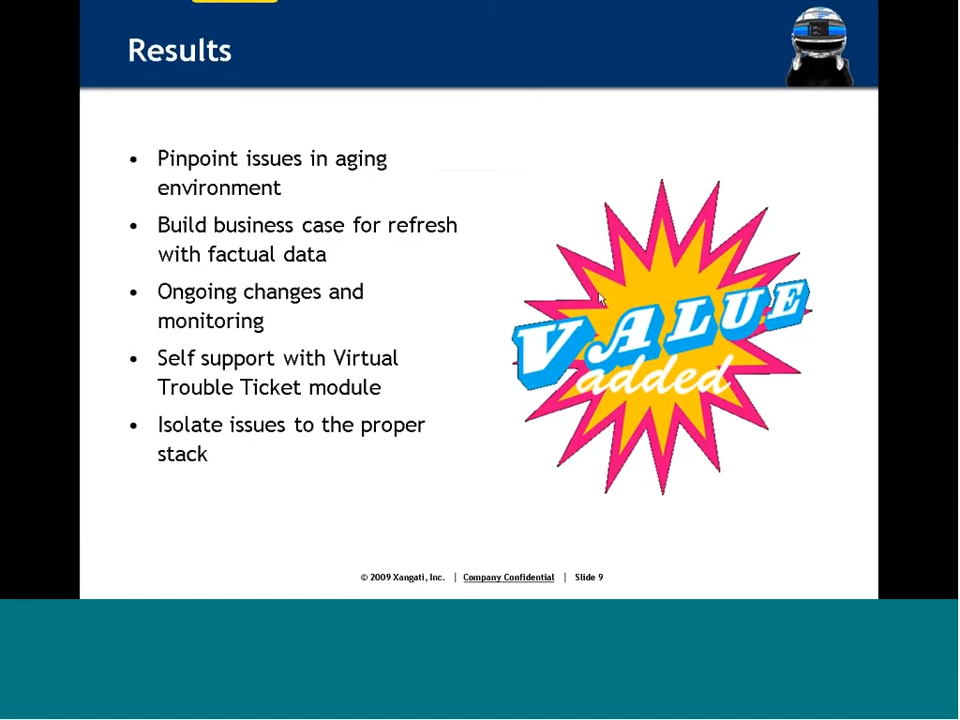 Results
• Pinpoint issues in aging
environment
• Build business case for refresh
with factual data
• Ongoing changes and
monitoring
• Self support with Virtual
Trouble Ticket module
• Isolate issues to the proper
stack
VALUE
added
© 2009 Xangati, Inc. | Company Confidential | Slide 9